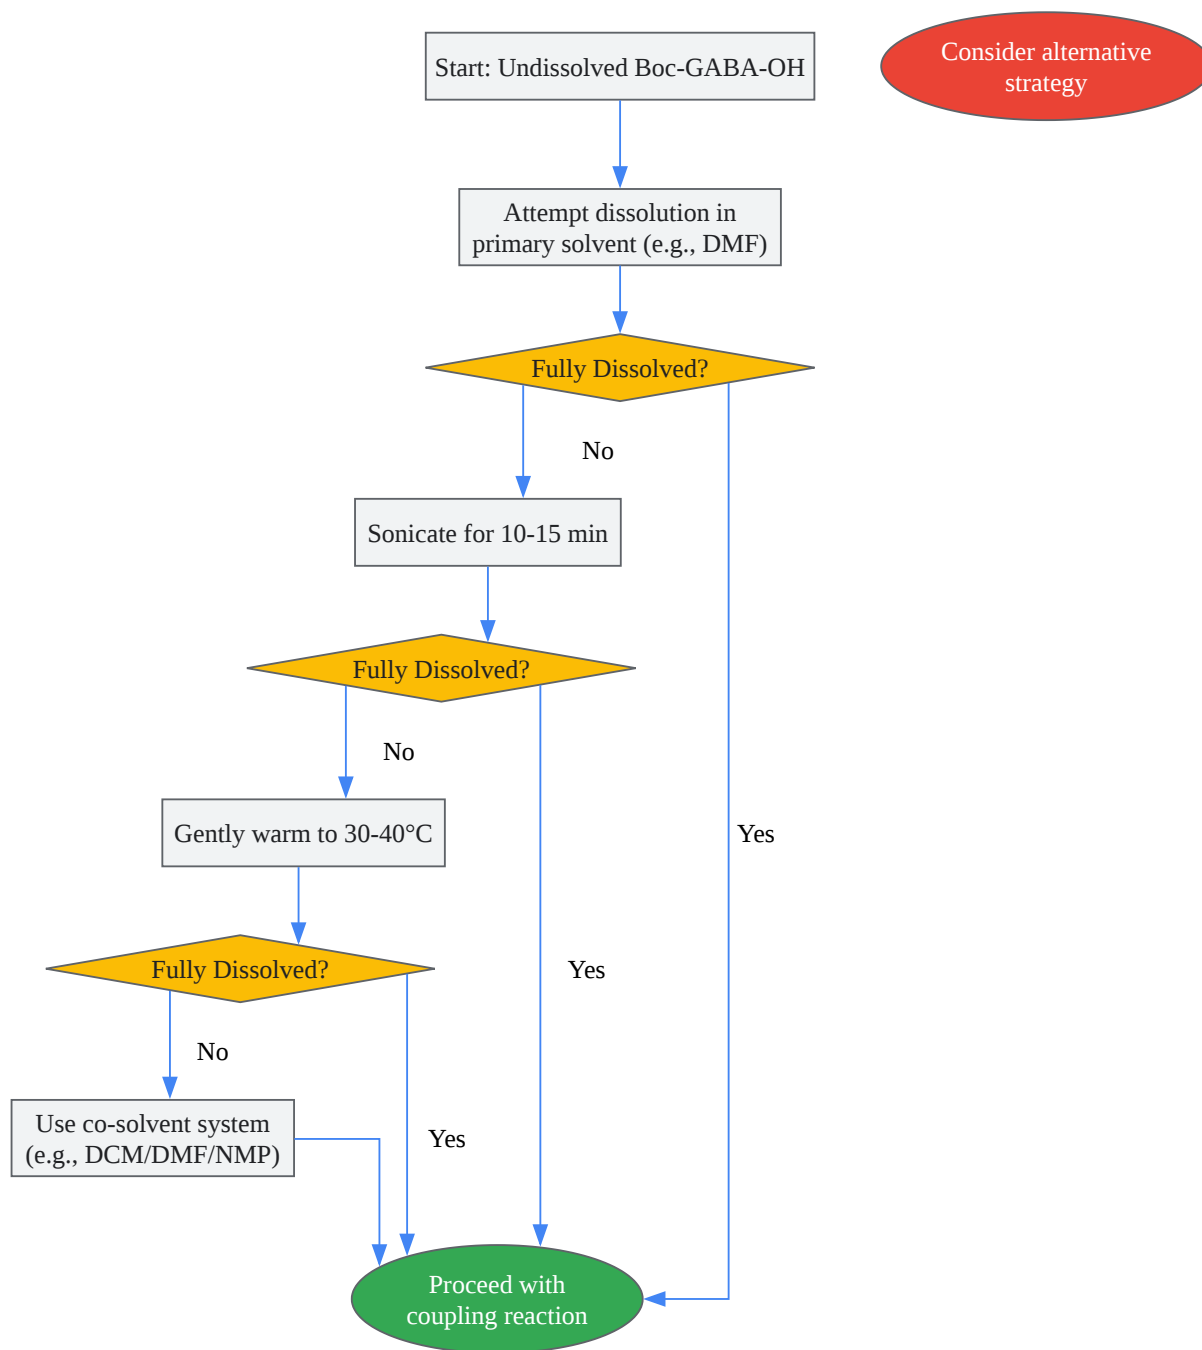 Start: Undissolved Boc-GABA-OH
Consider alternative
strategy
Attempt dissolution in
primary solvent (e.g., DMF)
Fully Dissolved?
No
Sonicate for 10-15 min
Fully Dissolved?
No
Gently warm to 30-40°C
Yes
Fully Dissolved?
Yes
No
Use co-solvent system
(e.g., DCM/DMF/NMP)
Yes
Proceed with
coupling reaction